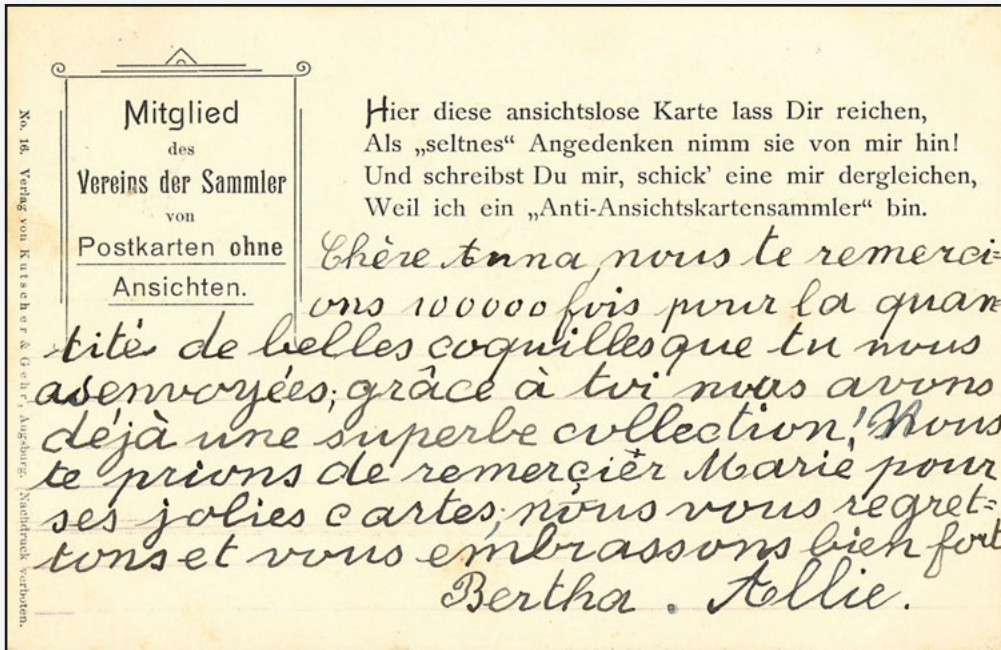 Mitglied
des
Vereins der Sammler
von
Postkarten ohne
Ansichten.
No. 16. Verlag von Kutscher & Gehr, Augsburg. Nachdruck verboten.
Hier diese ansichtslose Karte lass Dir reichen,
Als „seltnes“ Angedenken nimm sie von mir hin!
Und schreibst Du mir, schick' eine mir dergleichen,
Weil ich ein „Anti-Ansichtskartensammler“ bin.
Chère Anna, nous te remerci=
ons 100000 fois pour la quan
tité de belles coquilles que tu nous
as envoyées; grâce à toi nous avons
déjà une superbe collection! Nous
te prions de remerçièr Marie pour
ses jolies cartes; nous vous regret=
tons et vous embrassons bien fort
Bertha. Allie.